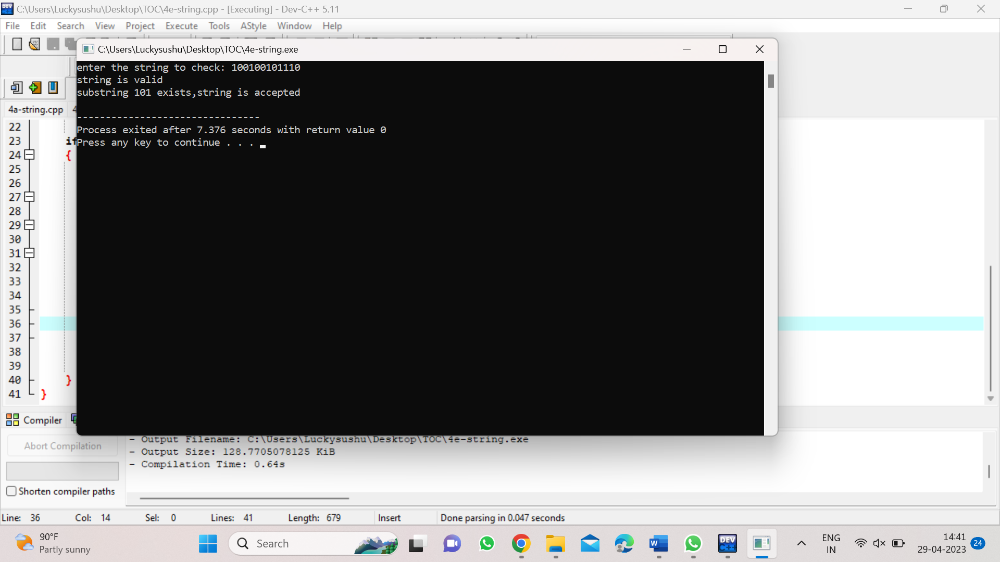 C:\Users\Luckysushu\Desktop\TOC\4e-string.cpp - [Executing] - Dev-C++ 5.11
File Edit Search View Project Execute Tools AStyle Window Help
C:\Users\Luckysushu\Desktop\TOC\4e-string.exe
enter the string to check: 100100101110
string is valid
substring 101 exists,string is accepted
--------------------------------
Process exited after 7.376 seconds with return value 0
Press any key to continue . . .
4a-string.cpp 4
22
23 if
24 {
25
26
27
28
29
30
31
32
33
34
35
36
37
38
39
40 }
41 }
Compiler
Abort Compilation
Shorten compiler paths
- Output Filename: C:\Users\Luckysushu\Desktop\TOC\4e-string.exe
- Output Size: 128.7705078125 KiB
- Compilation Time: 0.64s
Line: 36 Col: 14 Sel: 0 Lines: 41 Length: 679 Insert Done parsing in 0.047 seconds
90°F
Partly sunny
Search
W
DEV
C++
ENG
IN
14:41
29-04-2023
24